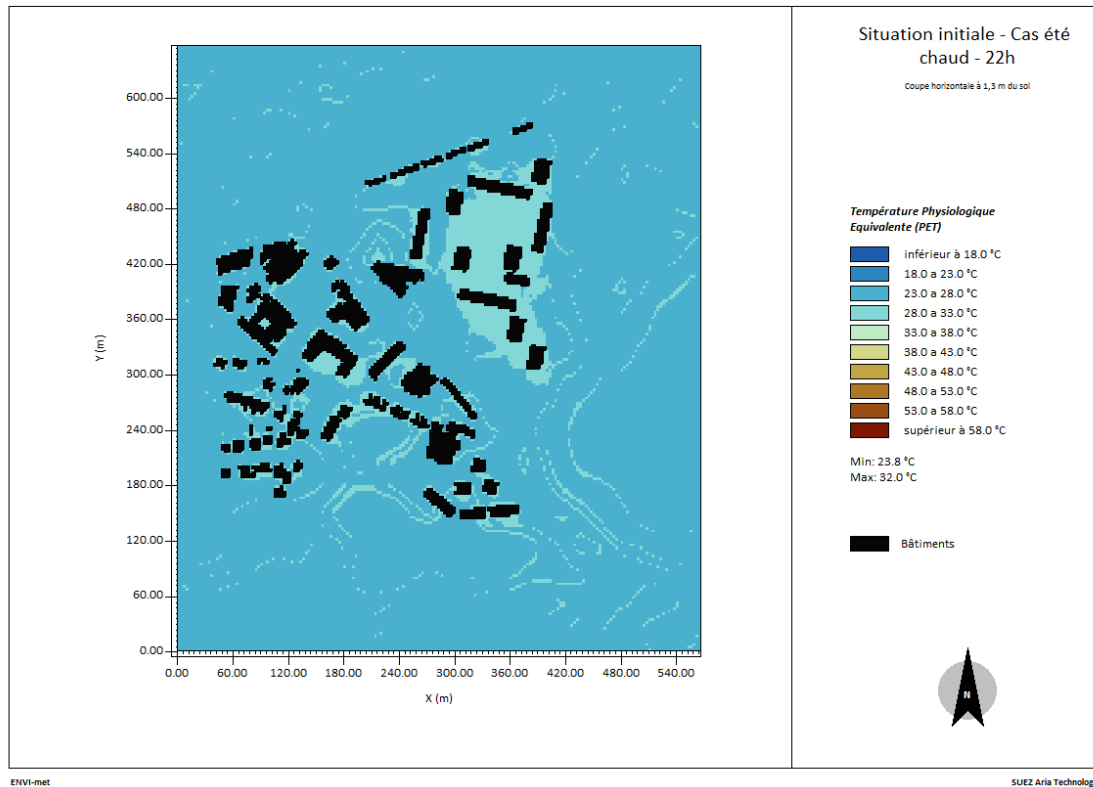 Situation initiale - Cas été
chaud - 22h
Coupe horizontale à 1,3 m du sol
600.00
540.00
480.00
420.00
360.00
300.00
240.00
180.00
120.00
60.00
0.00
Y (m)
0.00 60.00 120.00 180.00 240.00 300.00 360.00 420.00 480.00 540.00
X (m)
Température Physiologique
Equivalente (PET)
inférieur à 18.0 °C
18.0 a 23.0 °C
23.0 a 28.0 °C
28.0 a 33.0 °C
33.0 a 38.0 °C
38.0 a 43.0 °C
43.0 a 48.0 °C
48.0 a 53.0 °C
53.0 a 58.0 °C
supérieur à 58.0 °C
Min: 23.8 °C
Max: 32.0 °C
Bâtiments
N
ENVI-met
SUEZ Aria Technolog